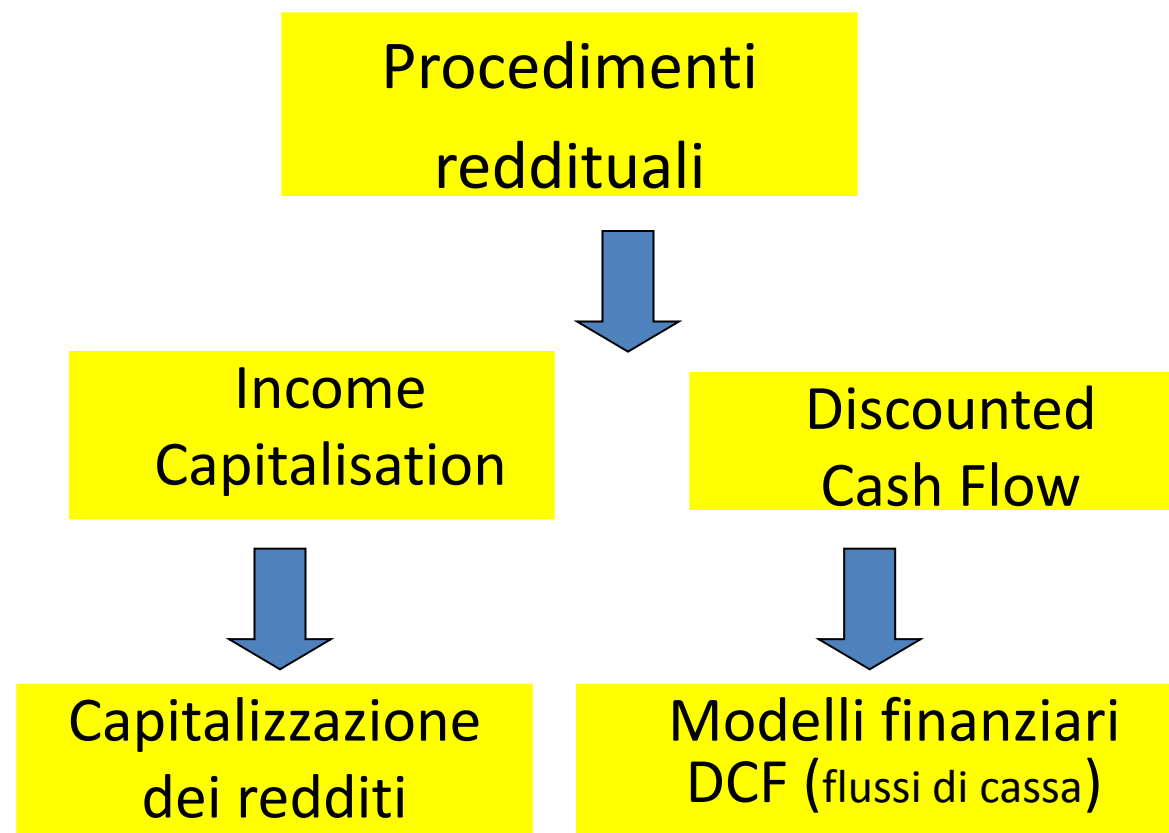 Procedimenti
reddituali
Income
Capitalisation
Discounted
Cash Flow
Capitalizzazione
dei redditi
Modelli finanziari
DCF (flussi di cassa)